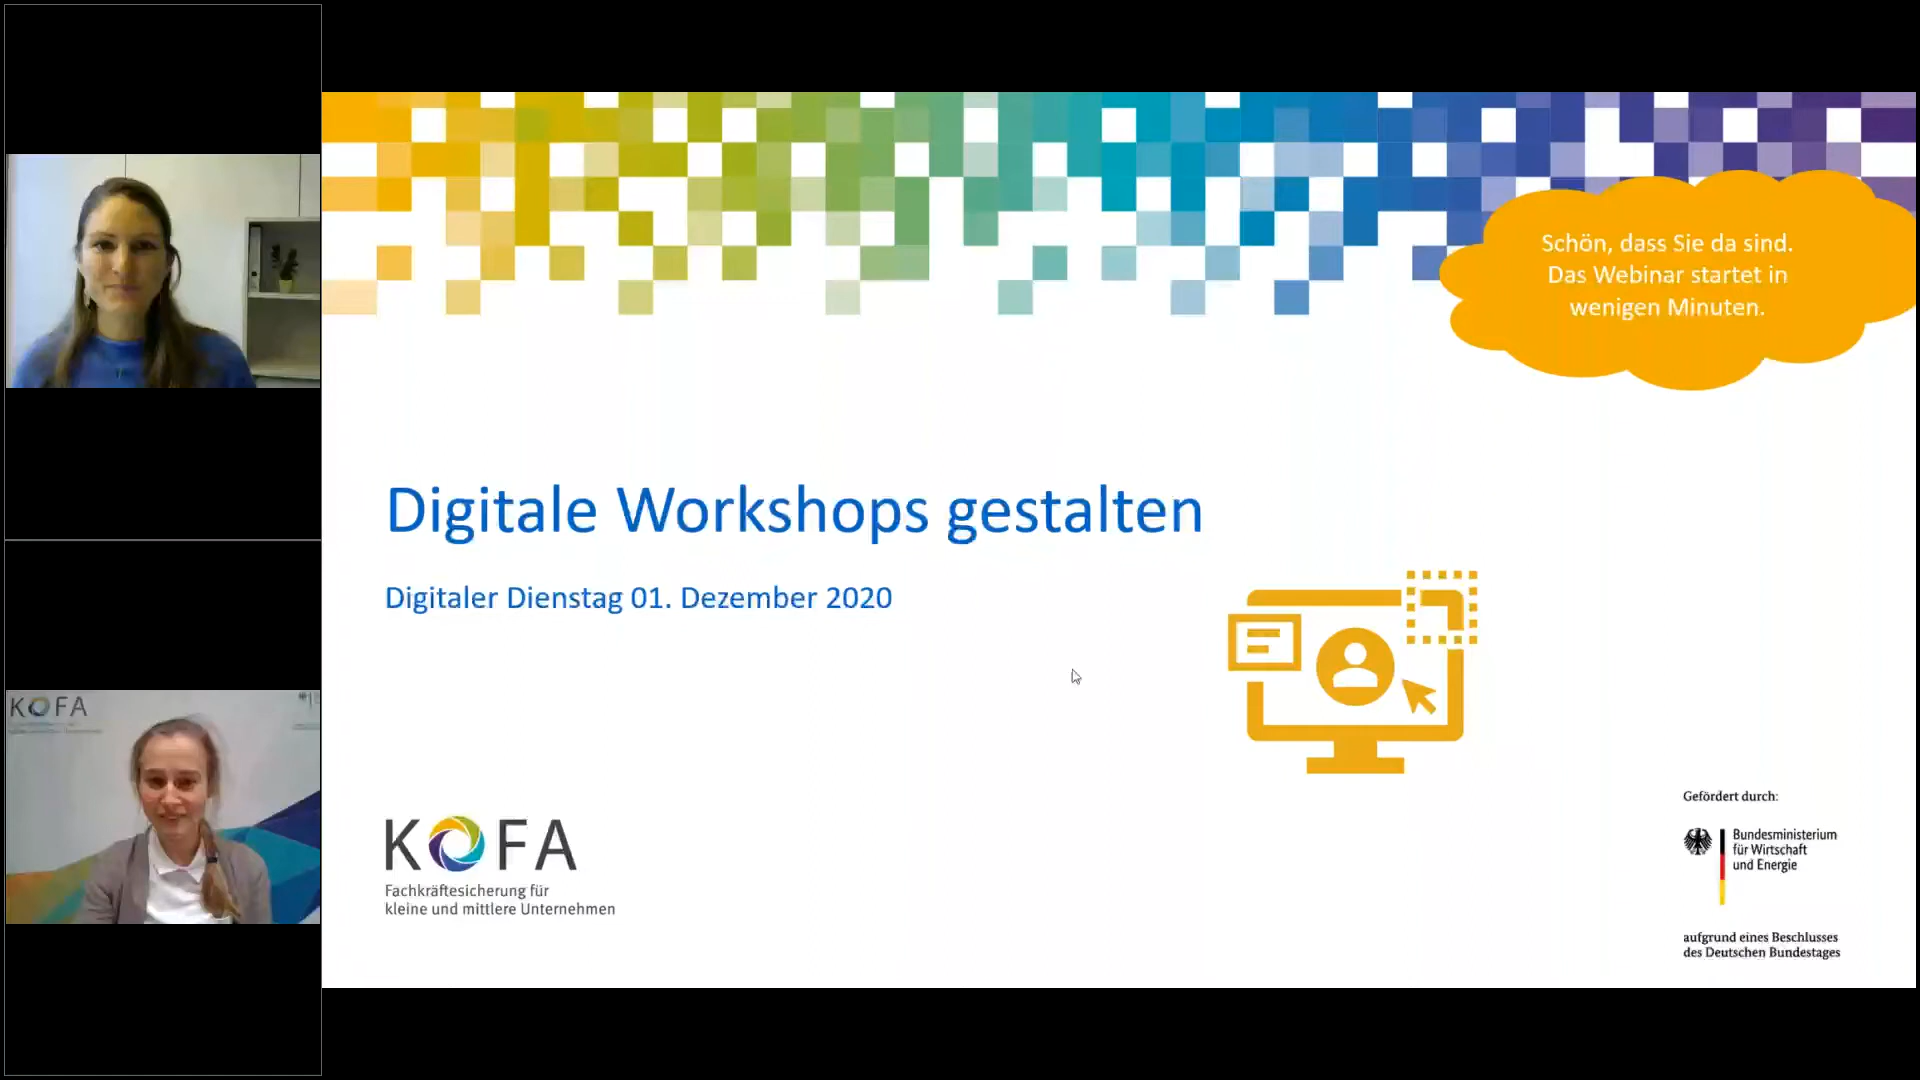 Schön, dass Sie da sind.
Das Webinar startet in
wenigen Minuten.
Digitale Workshops gestalten
Digitaler Dienstag 01. Dezember 2020
KOFA
Fachkräftesicherung für
kleine und mittlere Unternehmen
Gefördert durch:
Bundesministerium
für Wirtschaft
und Energie
aufgrund eines Beschlusses
des Deutschen Bundestages
KOFA